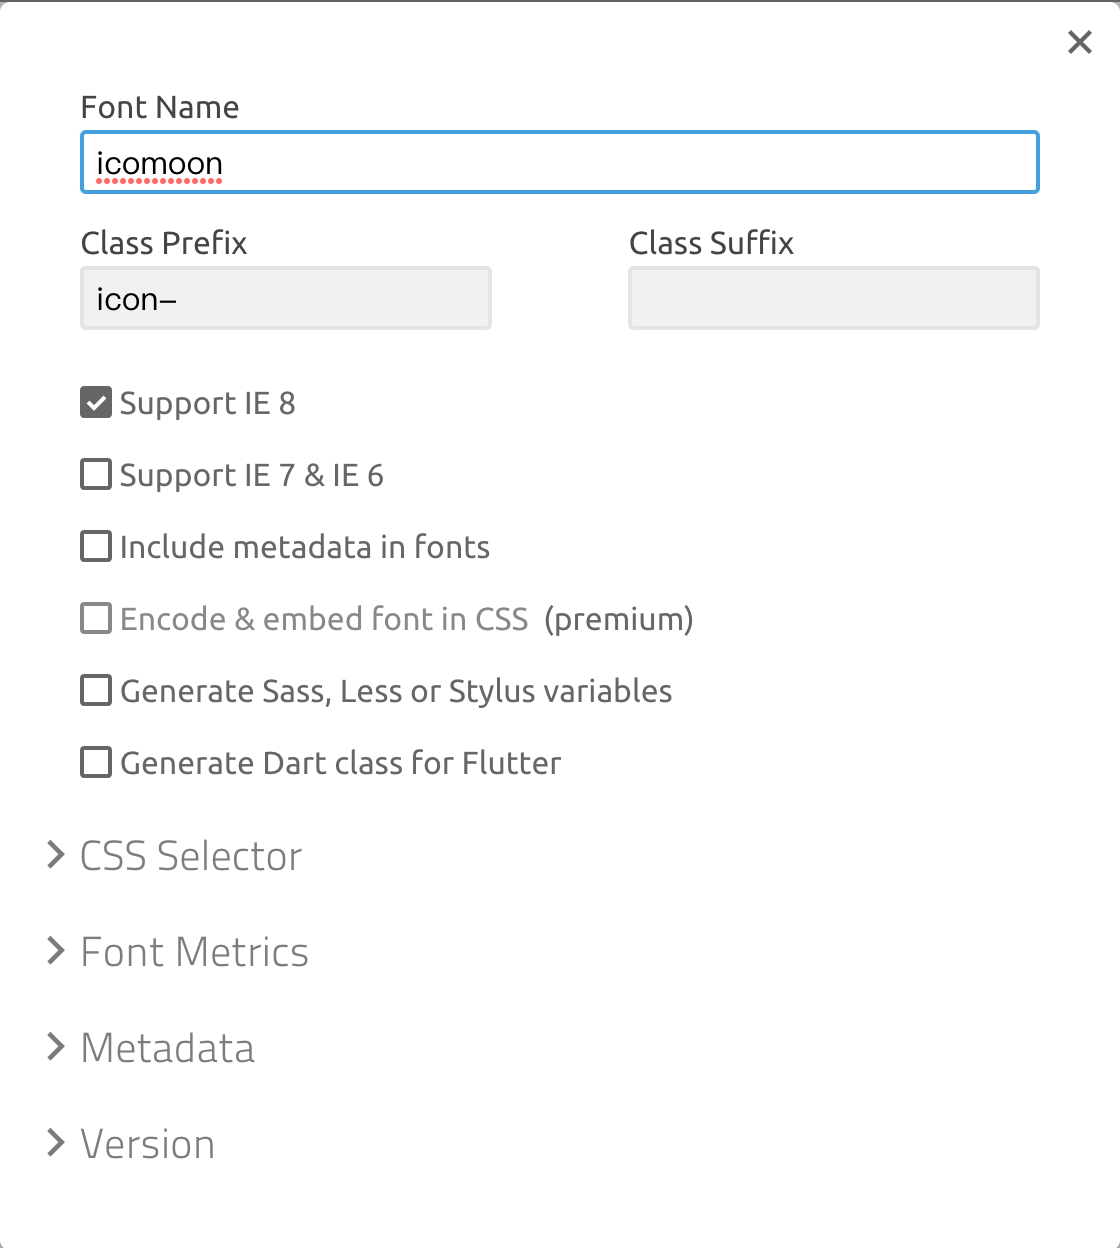 Font Name
icomoon
Class Prefix
Class Suffix
icon-
Support IE 8
Support IE 7 & IE 6
Include metadata in fonts
Encode & embed font in CSS (premium)
Generate Sass, Less or Stylus variables
Generate Dart class for Flutter
CSS Selector
Font Metrics
Metadata
Version